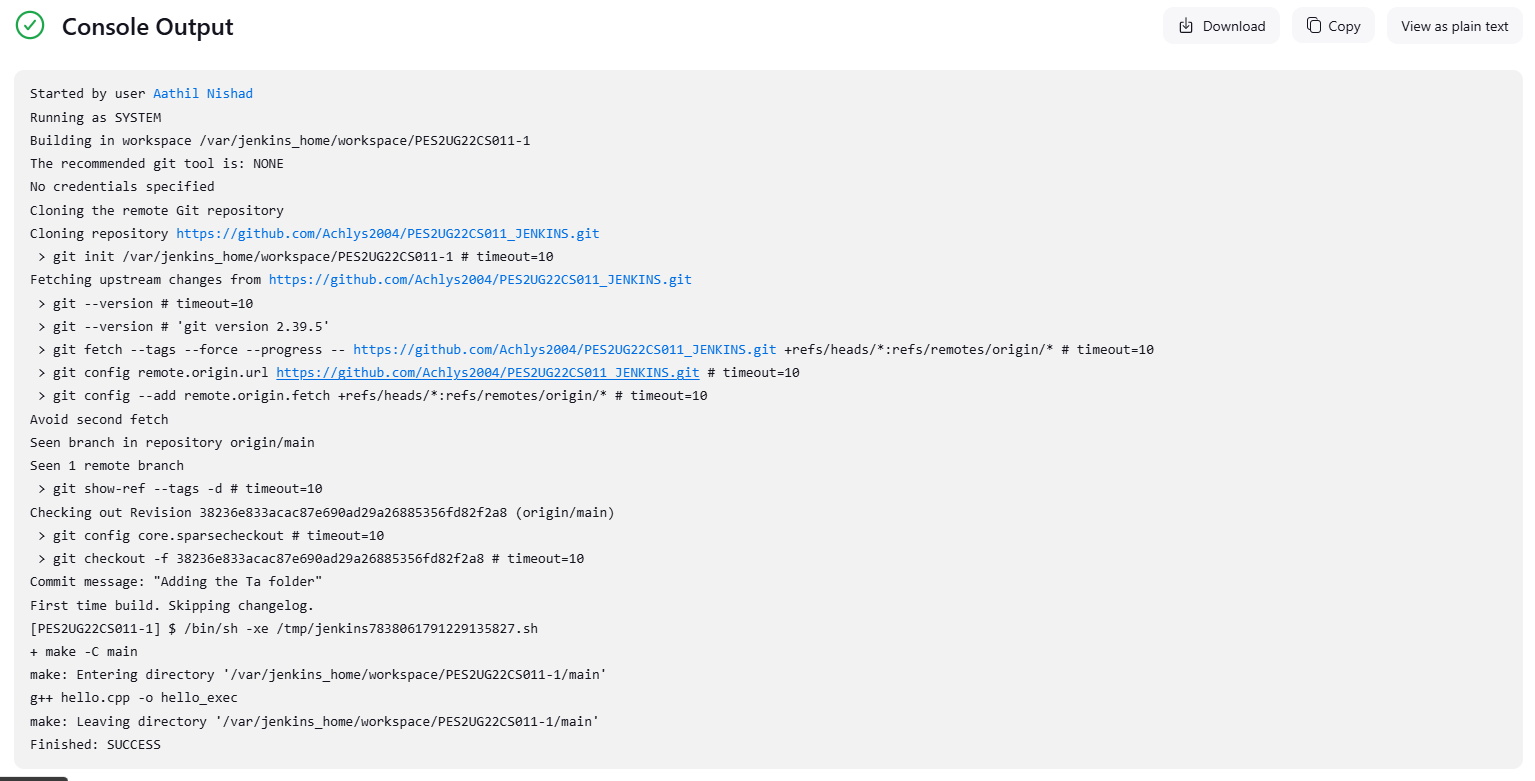 Console Output
Download
Copy
View as plain text
Started by user Aathil Nishad
Running as SYSTEM
Building in workspace /var/jenkins_home/workspace/PES2UG22CS011-1
The recommended git tool is: NONE
No credentials specified
Cloning the remote Git repository
Cloning repository https://github.com/Achlys2004/PES2UG22CS011_JENKINS.git
 > git init /var/jenkins_home/workspace/PES2UG22CS011-1 # timeout=10
Fetching upstream changes from https://github.com/Achlys2004/PES2UG22CS011_JENKINS.git
 > git --version # timeout=10
 > git --version # 'git version 2.39.5'
 > git fetch --tags --force --progress -- https://github.com/Achlys2004/PES2UG22CS011_JENKINS.git +refs/heads/*:refs/remotes/origin/* # timeout=10
 > git config remote.origin.url https://github.com/Achlys2004/PES2UG22CS011_JENKINS.git # timeout=10
 > git config --add remote.origin.fetch +refs/heads/*:refs/remotes/origin/* # timeout=10
Avoid second fetch
Seen branch in repository origin/main
Seen 1 remote branch
 > git show-ref --tags -d # timeout=10
Checking out Revision 38236e833acac87e690ad29a26885356fd82f2a8 (origin/main)
 > git config core.sparsecheckout # timeout=10
 > git checkout -f 38236e833acac87e690ad29a26885356fd82f2a8 # timeout=10
Commit message: "Adding the Ta folder"
First time build. Skipping changelog.
[PES2UG22CS011-1] $ /bin/sh -xe /tmp/jenkins7838061791229135827.sh
+ make -C main
make: Entering directory '/var/jenkins_home/workspace/PES2UG22CS011-1/main'
g++ hello.cpp -o hello_exec
make: Leaving directory '/var/jenkins_home/workspace/PES2UG22CS011-1/main'
Finished: SUCCESS